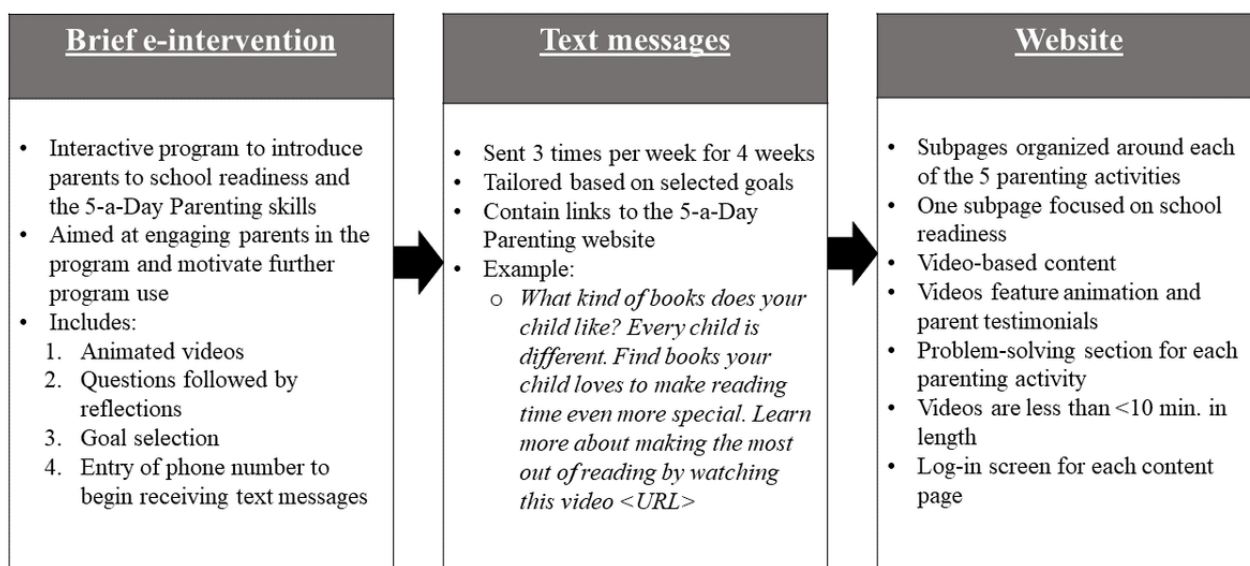 Brief e-intervention
• Interactive program to introduce
parents to school readiness and
the 5-a-Day Parenting skills
• Aimed at engaging parents in the
program and motivate further
program use
• Includes:
1. Animated videos
2. Questions followed by
reflections
3. Goal selection
4. Entry of phone number to
begin receiving text messages
Text messages
• Sent 3 times per week for 4 weeks
• Tailored based on selected goals
• Contain links to the 5-a-Day
Parenting website
• Example:
o What kind of books does your
child like? Every child is
different. Find books your
child loves to make reading
time even more special. Learn
more about making the most
out of reading by watching
this video <URL>
Website
• Subpages organized around each
of the 5 parenting activities
• One subpage focused on school
readiness
• Video-based content
• Videos feature animation and
parent testimonials
• Problem-solving section for each
parenting activity
• Videos are less than <10 min. in
length
• Log-in screen for each content
page